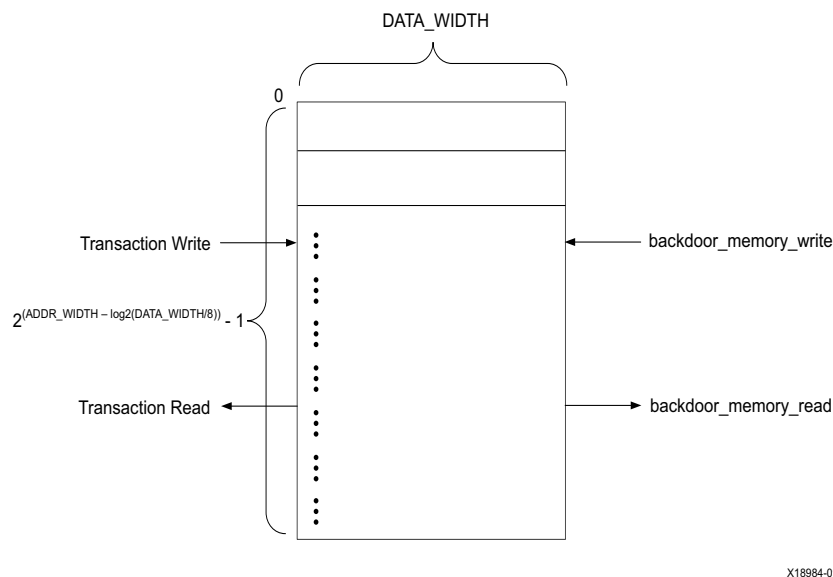 DATA_WIDTH
0
Transaction Write
backdoor_memory_write
2^(ADDR_WIDTH – log2(DATA_WIDTH/8)) - 1
Transaction Read
backdoor_memory_read
X18984-0